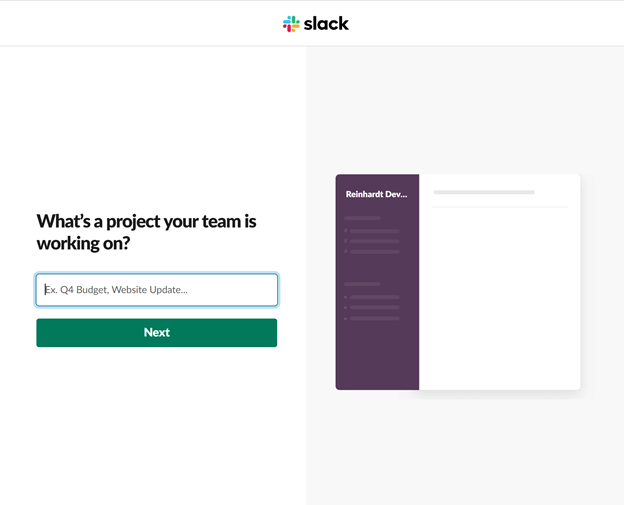 slack
What's a project your team is
working on?
Ex. Q4 Budget, Website Update...
Next
Reinhardt Dev...